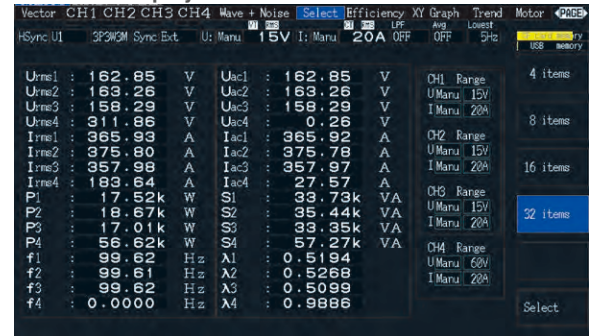 Vector CH1 CH2 CH3 CH4 Wave + Noise Select Efficiency XY Graph Trend Motor PAGE
HSync U1 3P3W3M Sync Ext U: Manu 15V I: Manu 20A LPF OFF Avg OFF Lowest 5Hz
USB memory
Urms1 : 162.85 V Uac1 : 162.85 V
Urms2 : 163.26 V Uac2 : 163.26 V
Urms3 : 158.29 V Uac3 : 158.29 V
Urms4 : 311.86 V Uac4 : 0.26 V
Irms1 : 365.93 A Iac1 : 365.92 A
Irms2 : 375.80 A Iac2 : 375.78 A
Irms3 : 357.98 A Iac3 : 357.97 A
Irms4 : 183.64 A Iac4 : 27.57 A
P1 : 17.52k W S1 : 33.73k VA
P2 : 18.67k W S2 : 35.44k VA
P3 : 17.01k W S3 : 33.35k VA
P4 : 56.62k W S4 : 57.27k VA
f1 : 99.62 Hz λ1 : 0.5194
f2 : 99.61 Hz λ2 : 0.5268
f3 : 99.62 Hz λ3 : 0.5099
f4 : 0.0000 Hz λ4 : 0.9886
CH1 Range
U Manu 15V
I Manu 20A
CH2 Range
U Manu 15V
I Manu 20A
CH3 Range
U Manu 15V
I Manu 20A
CH4 Range
U Manu 60V
I Manu 20A
4 items
8 items
16 items
32 items
Select